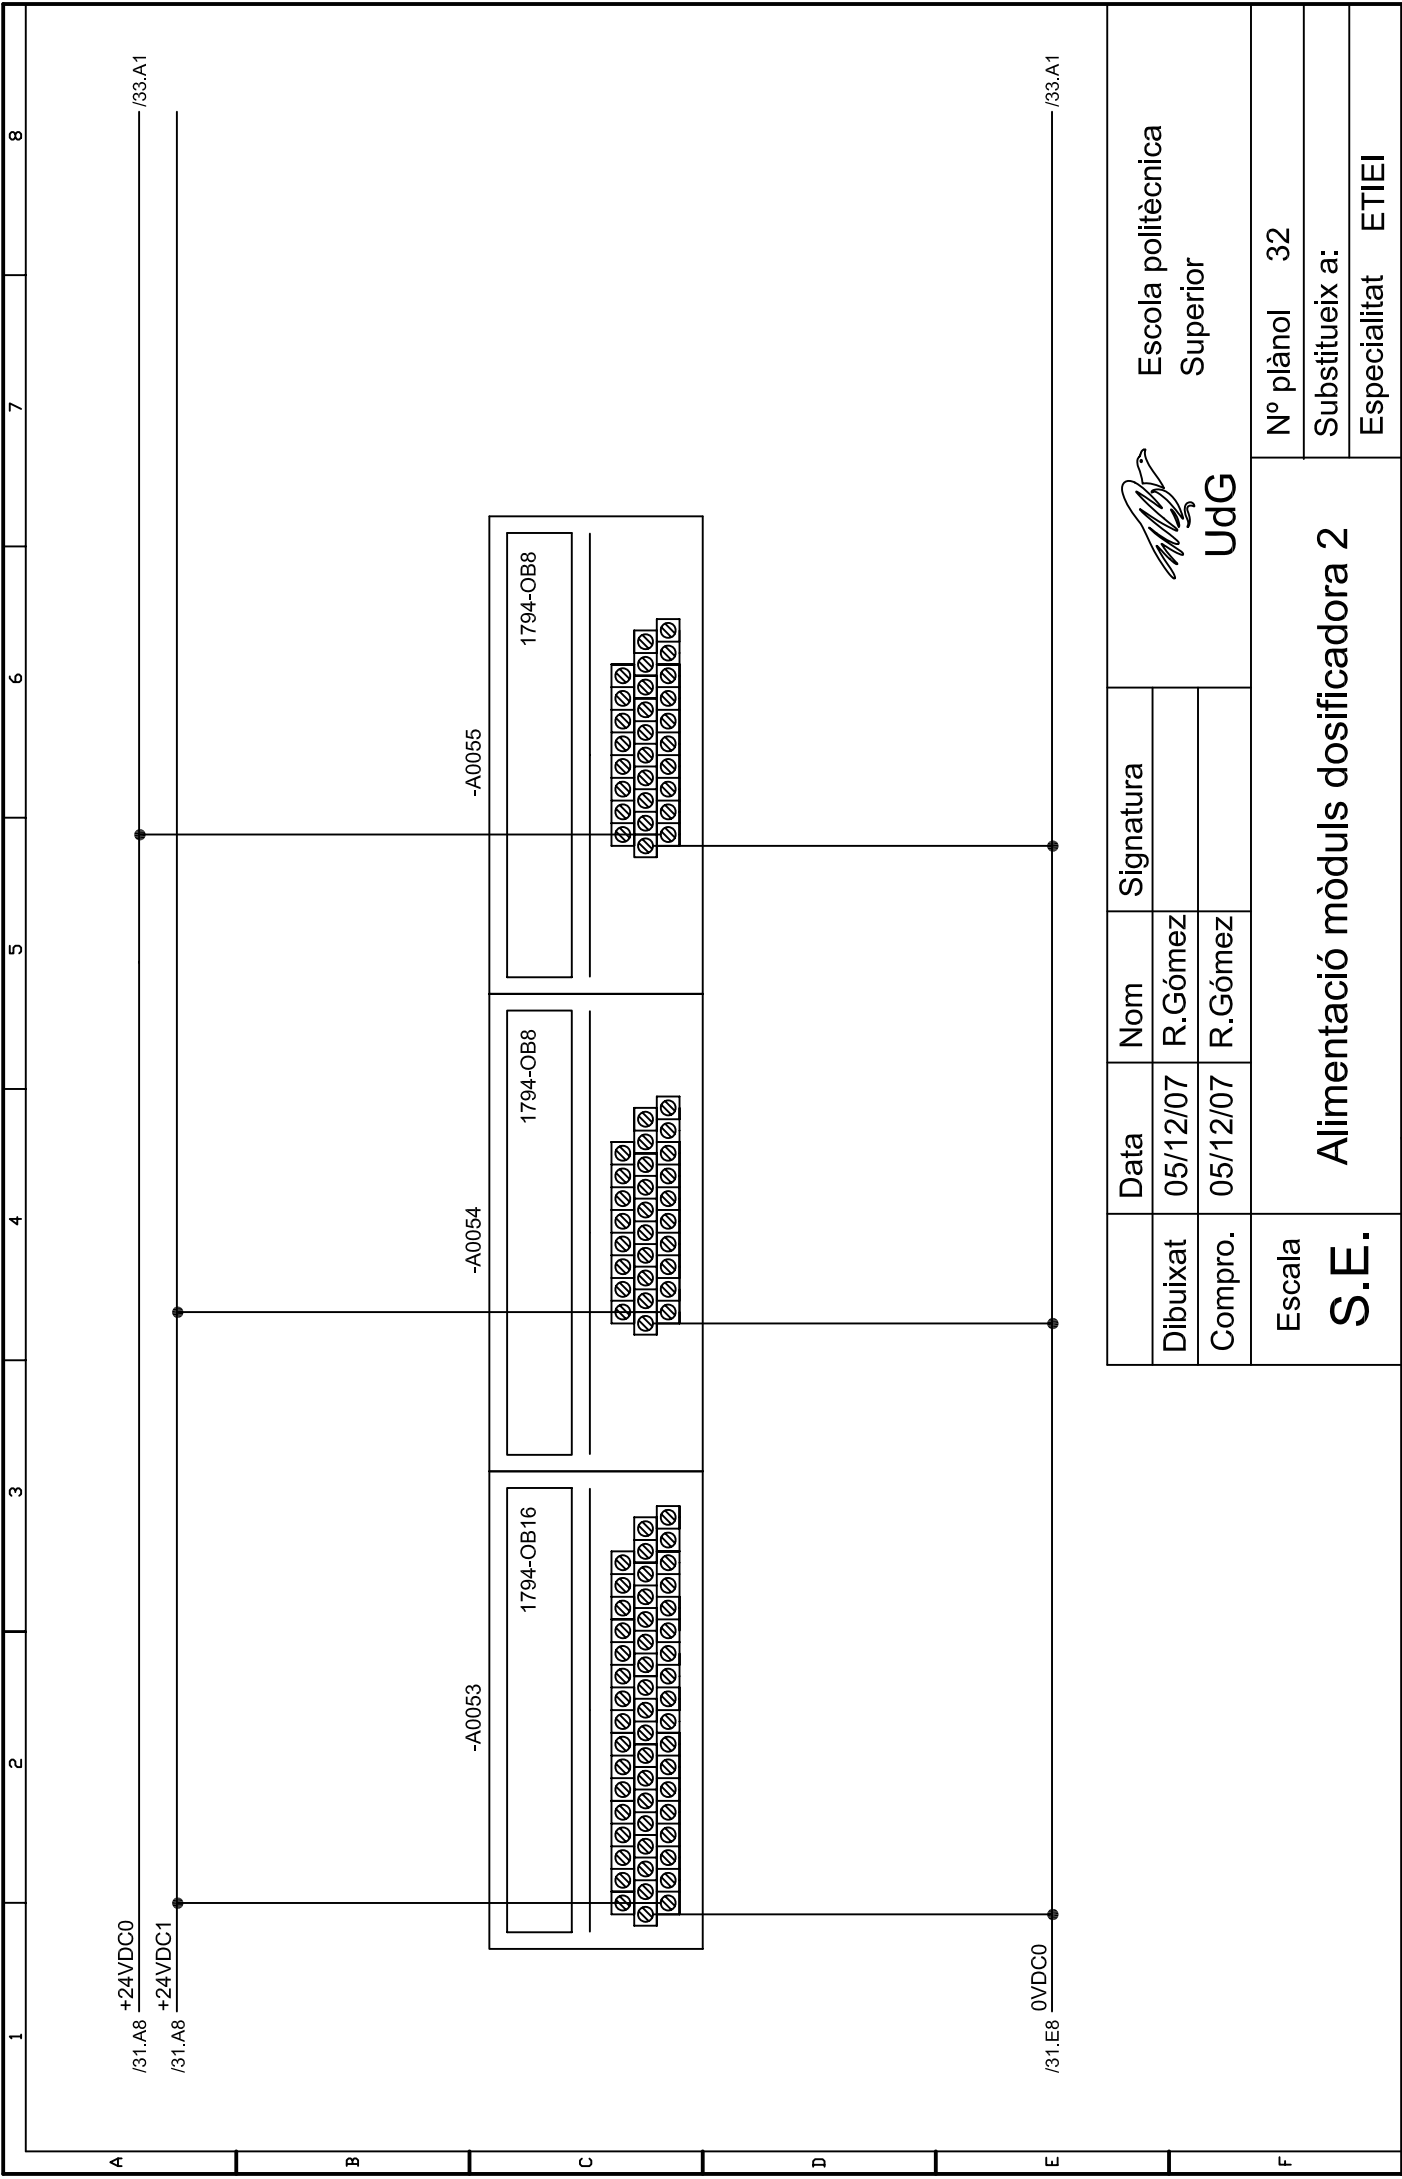 1 2 3 4 5 6 7 8
A
B
C
D
E
F
/31.A8 +24VDC0 /33.A1
/31.A8 +24VDC1
-A0053 -A0054 -A0055
1794-OB16 1794-OB8 1794-OB8
/31.E8 0VDC0 /33.A1
Data Nom Signatura
Dibuixat 05/12/07 R.Gómez
Compro. 05/12/07 R.Gómez
UdG
Escola politècnica
Superior
Escala
S.E.
Alimentació mòduls dosificadora 2
Nº plànol 32
Substitueix a:
Especialitat ETIEI